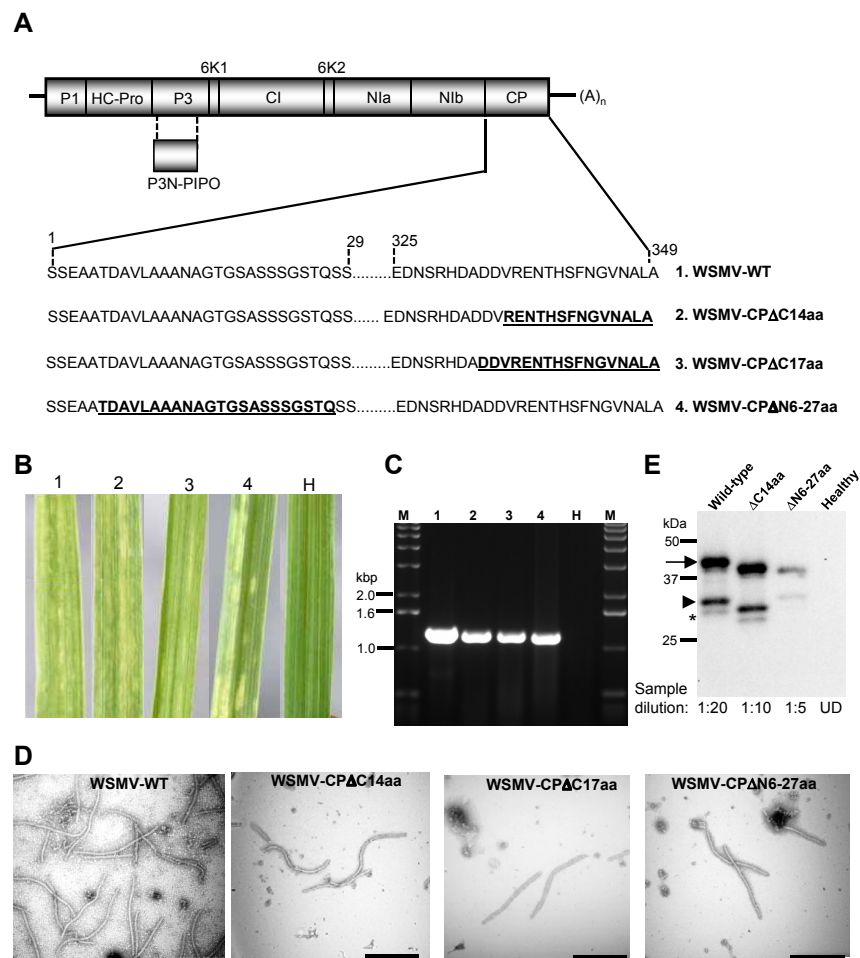 A
6K1 6K2
P1 HC-Pro P3 CI NIa NIb CP (A)n
P3N-PIPO
1 29 325 349
SSEAATDAVLAAANAGTGSASSSGSTQSS.........EDNSRHDADDVRENTHSFNGVNALA 1. WSMV-WT
SSEAATDAVLAAANAGTGSASSSGSTQSS...... EDNSRHDADDVRENTHSFNGVNALA 2. WSMV-CPΔC14aa
SSEAATDAVLAAANAGTGSASSSGSTQSS.........EDNSRHDADDVRENTHSFNGVNALA 3. WSMV-CPΔC17aa
SSEAATDAVLAAANAGTGSASSSGSTQSS.........EDNSRHDADDVRENTHSFNGVNALA 4. WSMV-CPΔN6-27aa
B
1 2 3 4 H
C
M 1 2 3 4 H M
kbp
2.0
1.6
1.0
E
Wild-type ΔC14aa ΔN6-27aa Healthy
kDa
50
37
*
25
Sample
dilution: 1:20 1:10 1:5 UD
D
WSMV-WT WSMV-CPΔC14aa WSMV-CPΔC17aa WSMV-CPΔN6-27aa